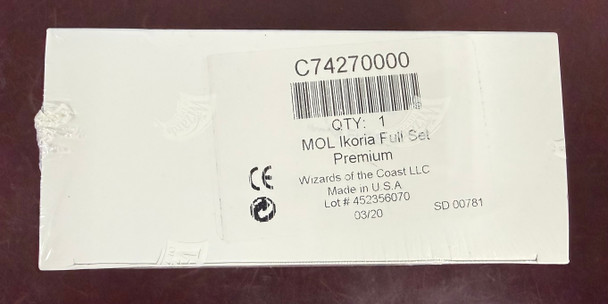 C74270000
QTY: 1
MOL Ikoria Full Set
Premium
Wizards of the Coast LLC
Made in U.S.A
Lot # 452356070
03/20 SD 00781